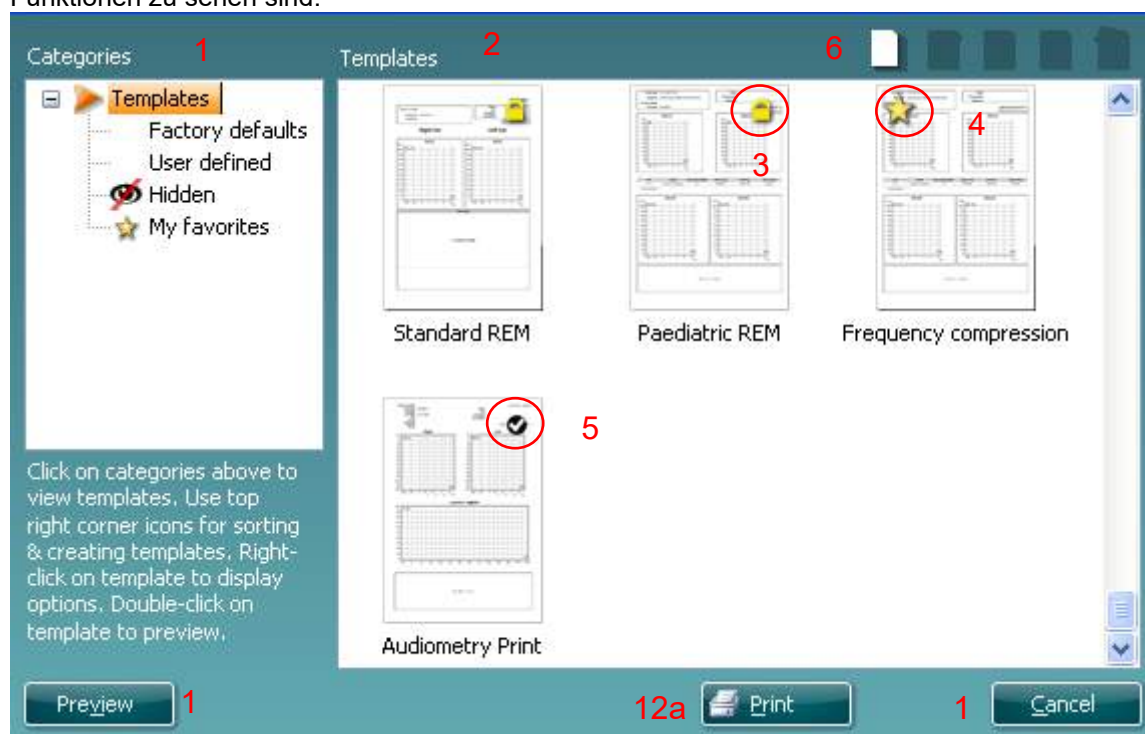 Funktionen zu sehen sind:
Categories 1
Templates 2
6
Templates
Factory defaults
User defined
Hidden
My favorites
3
4
Standard REM
Paediatric REM
Frequency compression
5
Audiometry Print
Click on categories above to
view templates. Use top
right corner icons for sorting
& creating templates. Right-
click on template to display
options. Double-click on
template to preview.
Preview 1
12a Print
1 Cancel